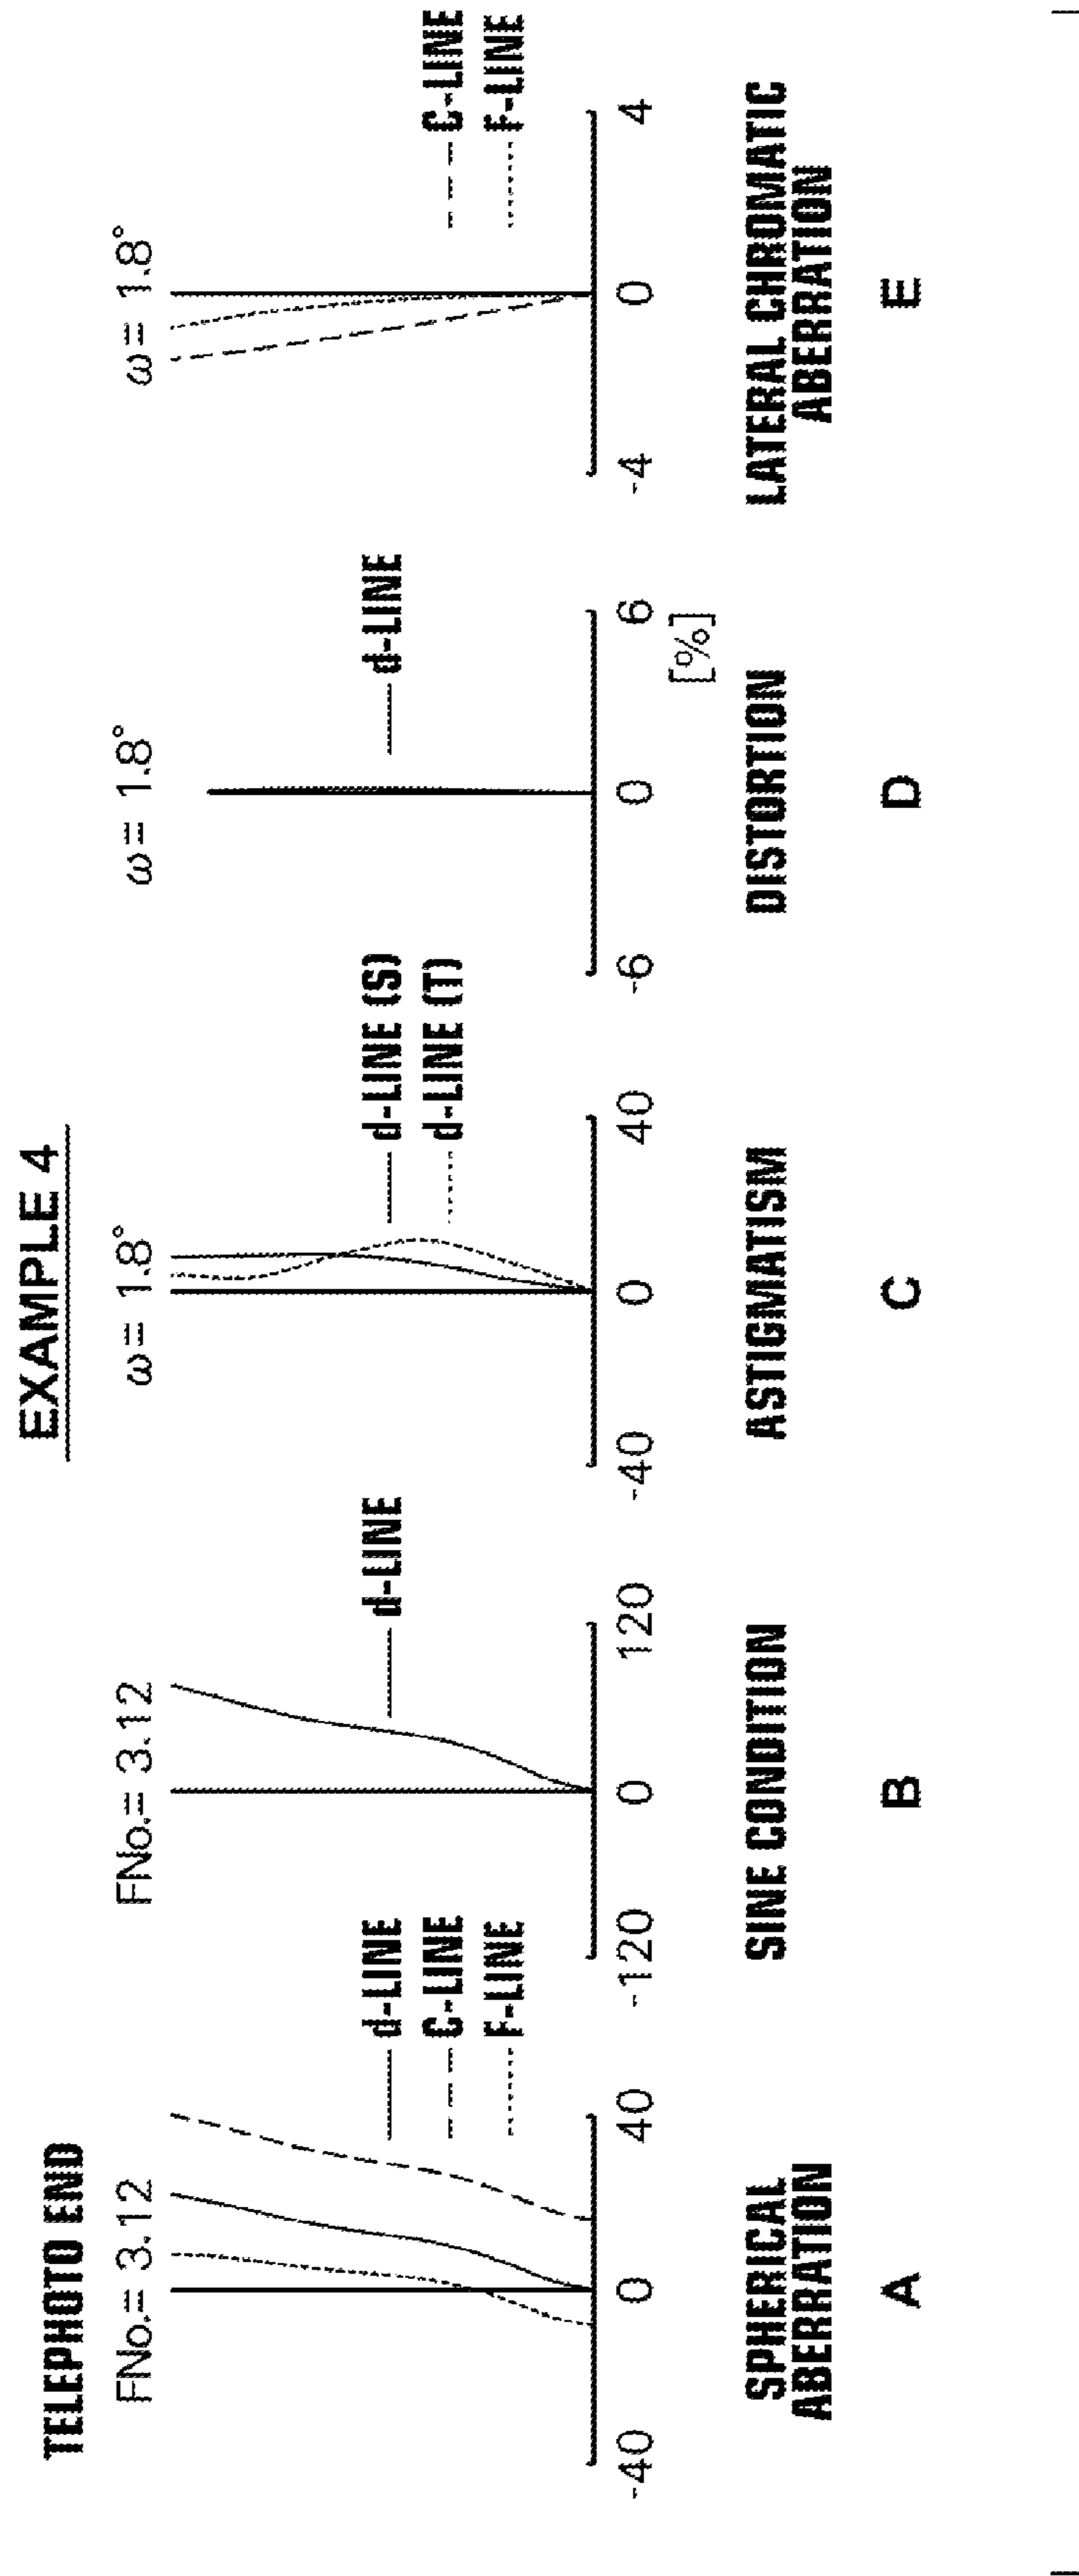 EXAMPLE 4
TELEPHOTO END
FNo.= 3.12
d-LINE
C-LINE
F-LINE
-40 0 40
SPHERICAL
ABERRATION
A
FNo.= 3.12
d-LINE
-120 0 120
SINE CONDITION
B
ω= 1.8°
d-LINE (S)
d-LINE (T)
-40 0 40
ASTIGMATISM
C
ω= 1.8°
d-LINE
-6 0 6
[%]
DISTORTION
D
ω= 1.8°
C-LINE
F-LINE
-4 0 4
LATERAL CHROMATIC
ABERRATION
E